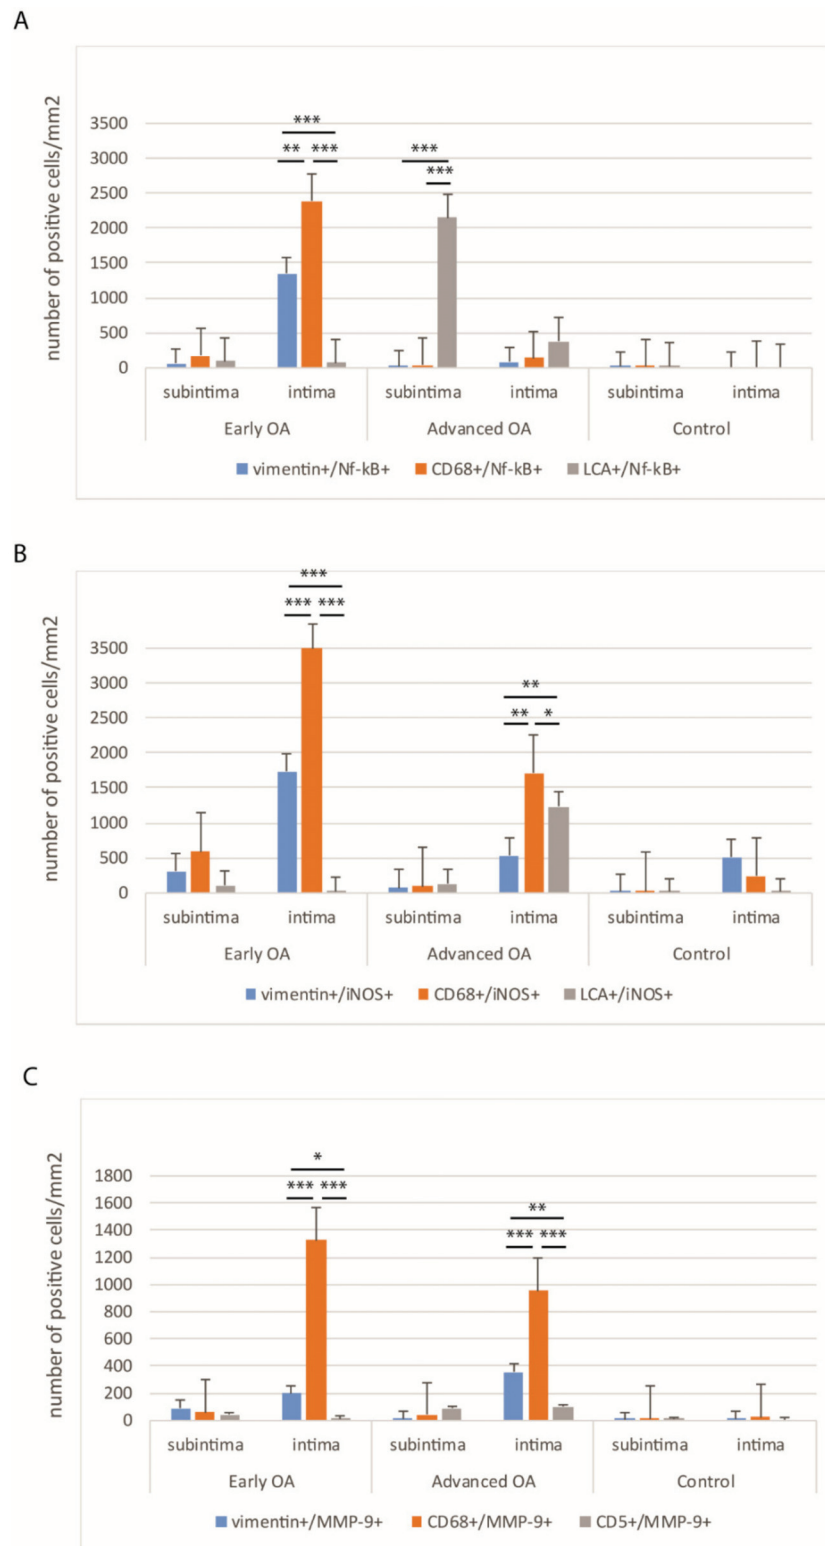 A
number of positive cells/mm2
3500
3000
2500
2000
1500
1000
500
0
***
** ***
***
***
subintima intima subintima intima subintima intima
Early OA Advanced OA Control
vimentin+/Nf-kB+ CD68+/Nf-kB+ LCA+/Nf-kB+
B
number of positive cells/mm2
3500
3000
2500
2000
1500
1000
500
0
***
*** ***
**
** *
subintima intima subintima intima subintima intima
Early OA Advanced OA Control
vimentin+/iNOS+ CD68+/iNOS+ LCA+/iNOS+
C
number of positive cells/mm2
1800
1600
1400
1200
1000
800
600
400
200
0
*
*** ***
**
*** ***
subintima intima subintima intima subintima intima
Early OA Advanced OA Control
vimentin+/MMP-9+ CD68+/MMP-9+ CD5+/MMP-9+